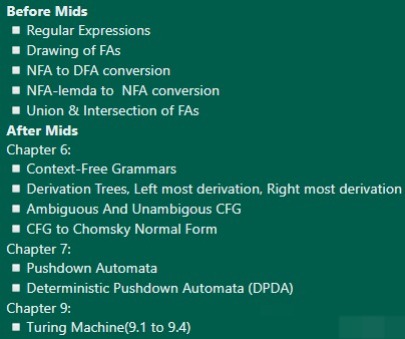 Before Mids
Regular Expressions
Drawing of FAs
NFA to DFA conversion
NFA-lemda to NFA conversion
Union & Intersection of FAs
After Mids
Chapter 6:
Context-Free Grammars
Derivation Trees, Left most derivation, Right most derivation
Ambiguous And Unambigous CFG
CFG to Chomsky Normal Form
Chapter 7:
Pushdown Automata
Deterministic Pushdown Automata (DPDA)
Chapter 9:
Turing Machine(9.1 to 9.4)